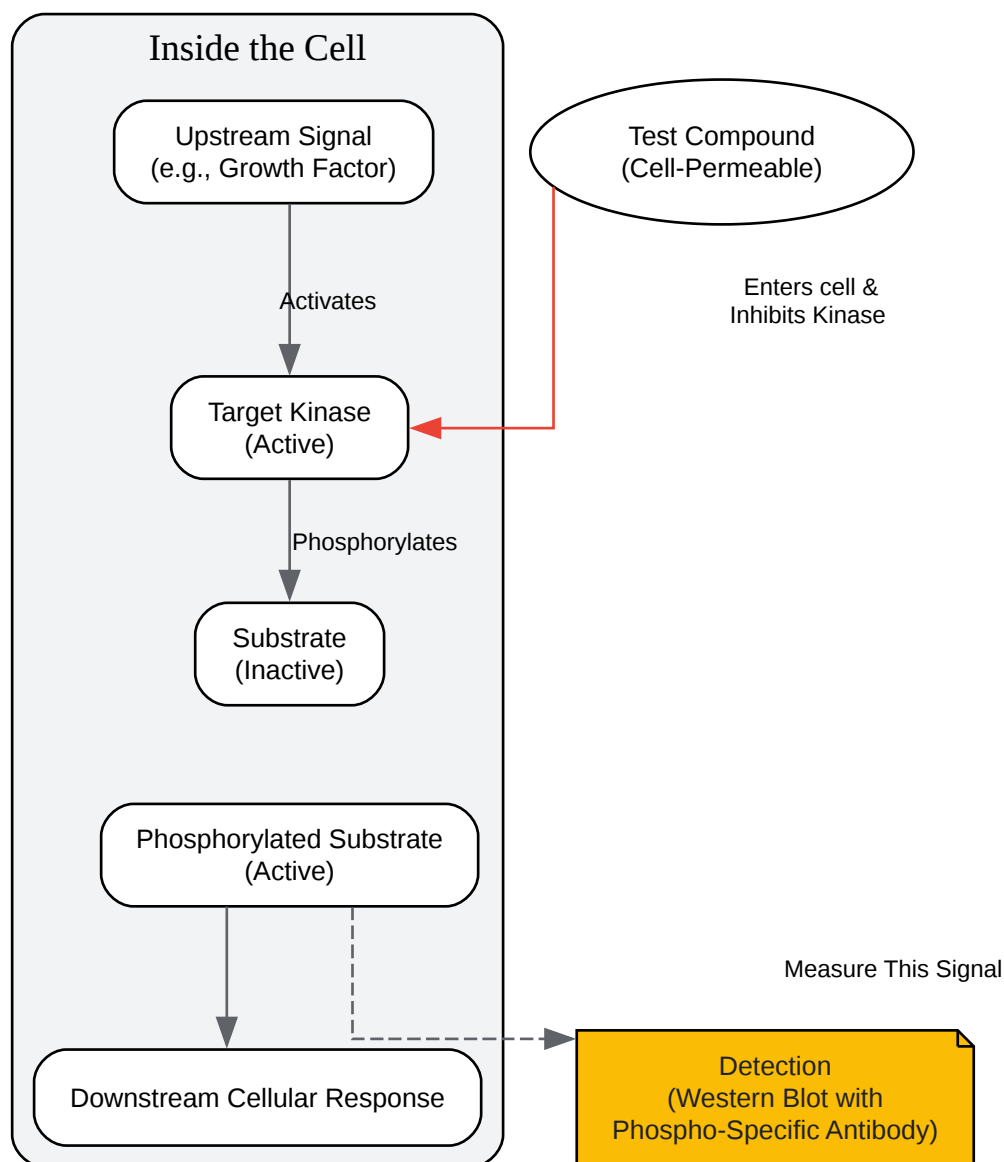 Inside the Cell
Upstream Signal
(e.g., Growth Factor)
Test Compound
(Cell-Permeable)
Activates
Enters cell &
Inhibits Kinase
Target Kinase
(Active)
Phosphorylates
Substrate
(Inactive)
Phosphorylated Substrate
(Active)
Measure This Signal
Downstream Cellular Response
Detection
(Western Blot with
Phospho-Specific Antibody)